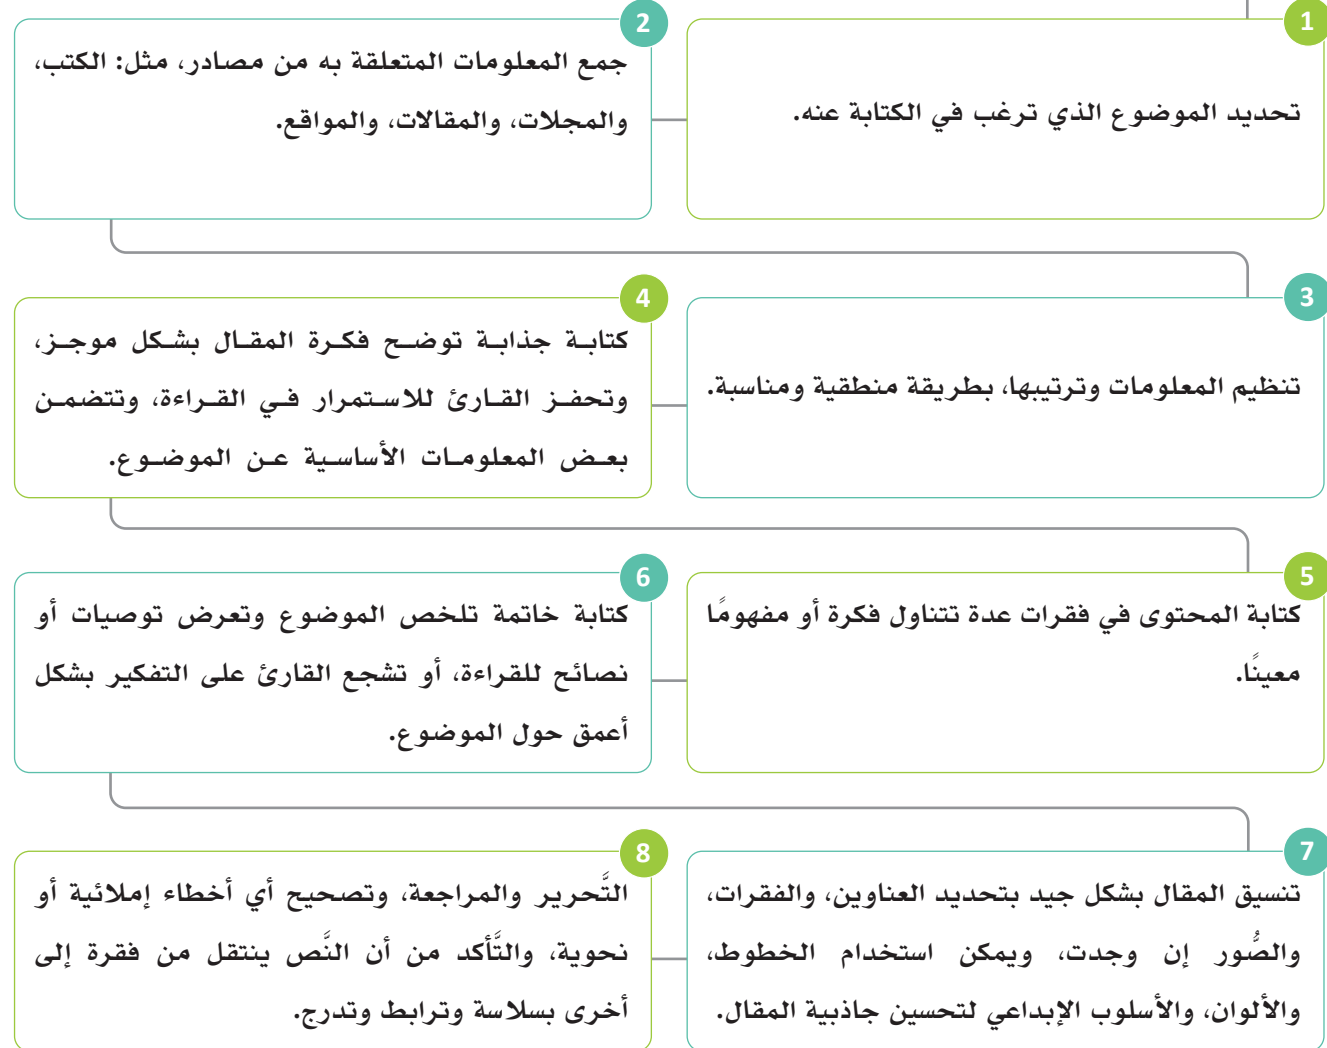 1
تحديد الموضوع الذي ترغب في الكتابة عنه.
2
جمع المعلومات المتعلقة به من مصادر، مثل: الكتب،
والمجلات، والمقالات، والمواقع.
3
تنظيم المعلومات وترتيبها، بطريقة منطقية ومناسبة.
4
كتابة جذابة توضح فكرة المقال بشكل موجز،
وتحفز القارئ للاستمرار في القراءة، وتتضمن
بعض المعلومات الأساسية عن الموضوع.
5
كتابة المحتوى في فقرات عدة تتناول فكرة أو مفهومًا
معينًا.
6
كتابة خاتمة تلخص الموضوع وتعرض توصيات أو
نصائح للقراءة، أو تشجع القارئ على التفكير بشكل
أعمق حول الموضوع.
7
تنسيق المقال بشكل جيد بتحديد العناوين، والفقرات،
والصُّور إن وجدت، ويمكن استخدام الخطوط،
والألوان، والأسلوب الإبداعي لتحسين جاذبية المقال.
8
التَّحرير والمراجعة، وتصحيح أي أخطاء إملائية أو
نحوية، والتَّأكد من أن النَّص ينتقل من فقرة إلى
أخرى بسلاسة وترابط وتدرج.